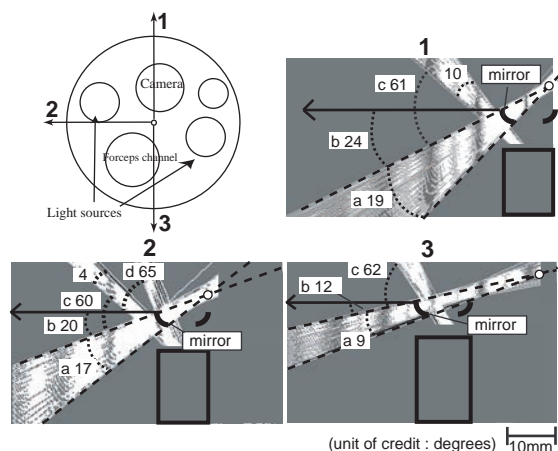 1
Camera
2
Forceps channel
Light sources
3
1
10
mirror
c 61
b 24
a 19
2
4
d 65
c 60
b 20
mirror
a 17
3
c 62
b 12
mirror
a 9
(unit of credit : degrees)
10mm